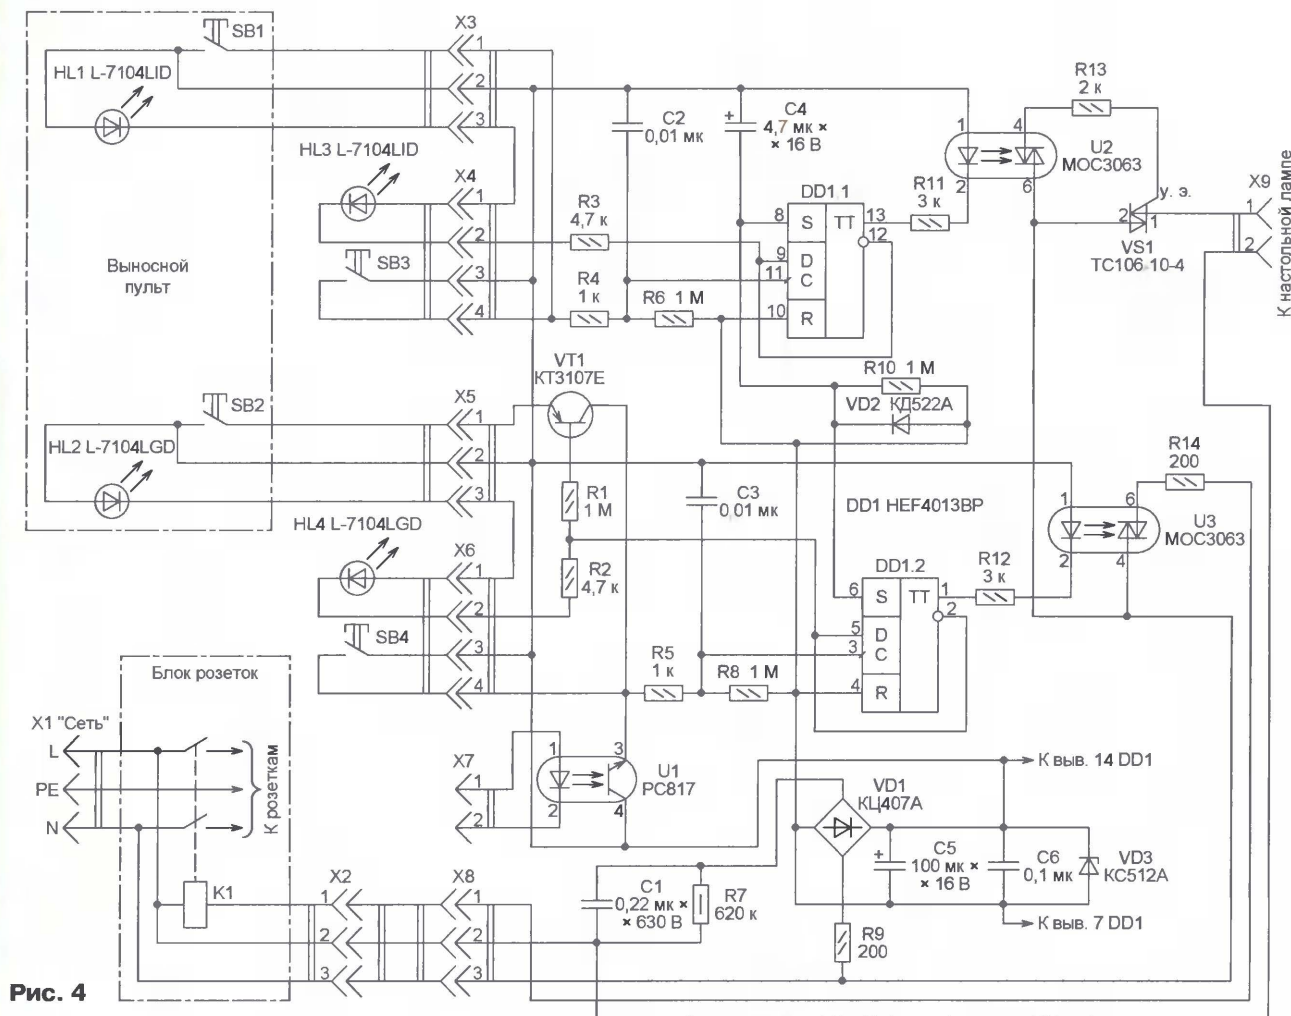 SB1
X3
1
2
3
HL1 L-7104LID
HL3 L-7104LID
X4
1
2
3
4
SB3
Выносной
пульт
R3
4,7 к
R4
1 к
R6 1 М
C2
0,01 мк
+
C4
4,7 мк ×
× 16 В
DD1.1
8 S TT 13
12
9 D
11 C
10 R
R11
3 к
1 4
2 6
U2
МОС3063
R13
2 к
у. э.
2 1
VS1
ТС106-10-4
X9
1
2
К настольной лампе
VT1
КТ3107Е
R10 1 М
VD2 КД522А
SB2
X5
1
2
3
HL2 L-7104LGD
HL4 L-7104LGD
X6
1
2
3
4
SB4
R1
1 М
R2
4,7 к
C3
0,01 мк
DD1 HEF4013BP
DD1.2
6 S TT 1
2
5 D
3 C
4 R
R12
3 к
R14
200
1 6
2 4
U3
МОС3063
R5
1 к
R8 1 М
Блок розеток
X1 "Сеть"
L
PE
N
К розеткам
K1
X7
1
2
1 3
2 4
U1
PC817
VD1
КЦ407А
К выв. 14 DD1
+
C5
100 мк ×
× 16 В
C6
0,1 мк
VD3
КС512А
К выв. 7 DD1
X2
1
2
3
X8
1
2
3
C1
0,22 мк ×
× 630 В
R7
620 к
R9
200
Рис. 4